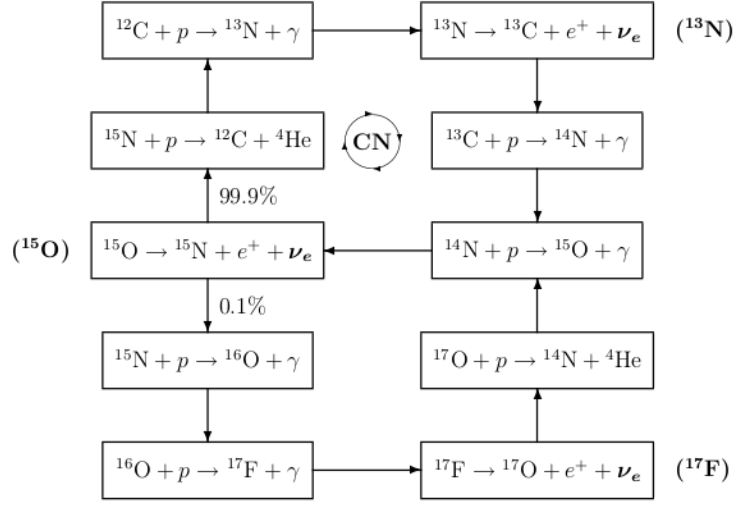 ¹²C + p → ¹³N + γ
¹³N → ¹³C + e⁺ + νₑ
(¹³N)
¹⁵N + p → ¹²C + ⁴He
CN
¹³C + p → ¹⁴N + γ
99.9%
(¹⁵O)
¹⁵O → ¹⁵N + e⁺ + νₑ
¹⁴N + p → ¹⁵O + γ
0.1%
¹⁵N + p → ¹⁶O + γ
¹⁷O + p → ¹⁴N + ⁴He
¹⁶O + p → ¹⁷F + γ
¹⁷F → ¹⁷O + e⁺ + νₑ
(¹⁷F)